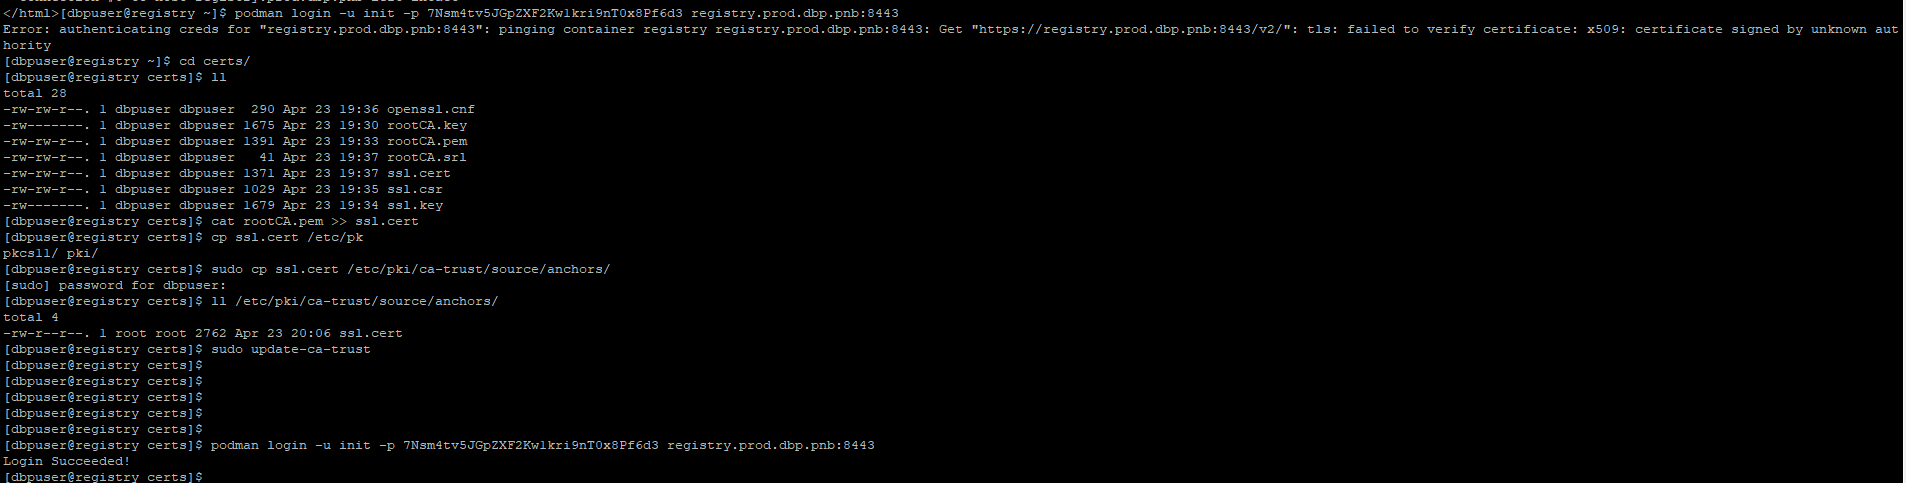 </html>[dbpuser@registry ~]$ podman login -u init -p 7Nsm4tv5JGpZXF2Kwlkri9nT0x8Pf6d3 registry.prod.dbp.pnb:8443
Error: authenticating creds for "registry.prod.dbp.pnb:8443": pinging container registry registry.prod.dbp.pnb:8443: Get "https://registry.prod.dbp.pnb:8443/v2/": tls: failed to verify certificate: x509: certificate signed by unknown aut
hority
[dbpuser@registry ~]$ cd certs/
[dbpuser@registry certs]$ ll
total 28
-rw-rw-r--. 1 dbpuser dbpuser  290 Apr 23 19:36 openssl.cnf
-rw-------. 1 dbpuser dbpuser 1675 Apr 23 19:30 rootCA.key
-rw-rw-r--. 1 dbpuser dbpuser 1391 Apr 23 19:33 rootCA.pem
-rw-rw-r--. 1 dbpuser dbpuser   41 Apr 23 19:37 rootCA.srl
-rw-rw-r--. 1 dbpuser dbpuser 1371 Apr 23 19:37 ssl.cert
-rw-rw-r--. 1 dbpuser dbpuser 1029 Apr 23 19:35 ssl.csr
-rw-------. 1 dbpuser dbpuser 1679 Apr 23 19:34 ssl.key
[dbpuser@registry certs]$ cat rootCA.pem >> ssl.cert
[dbpuser@registry certs]$ cp ssl.cert /etc/pk
pkcs11/ pki/
[dbpuser@registry certs]$ sudo cp ssl.cert /etc/pki/ca-trust/source/anchors/
[sudo] password for dbpuser:
[dbpuser@registry certs]$ ll /etc/pki/ca-trust/source/anchors/
total 4
-rw-r--r--. 1 root root 2762 Apr 23 20:06 ssl.cert
[dbpuser@registry certs]$ sudo update-ca-trust
[dbpuser@registry certs]$
[dbpuser@registry certs]$
[dbpuser@registry certs]$
[dbpuser@registry certs]$
[dbpuser@registry certs]$
[dbpuser@registry certs]$ podman login -u init -p 7Nsm4tv5JGpZXF2Kwlkri9nT0x8Pf6d3 registry.prod.dbp.pnb:8443
Login Succeeded!
[dbpuser@registry certs]$